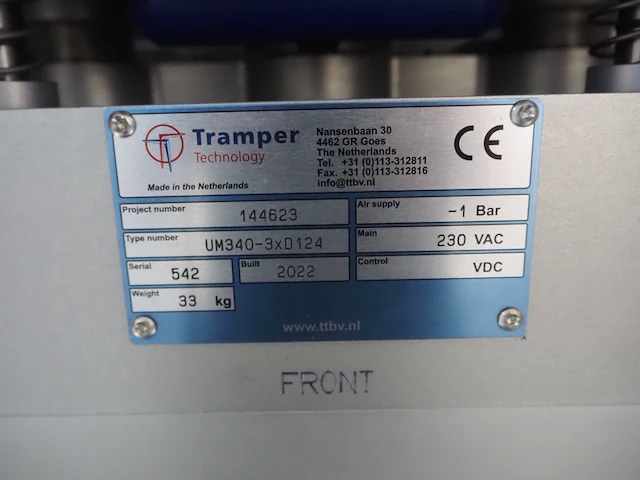 Tramper
Technology
Made in the Netherlands
Nansenbaan 30
4462 GR Goes
The Netherlands
Tel. +31 (0)113-312811
Fax. +31 (0)113-312816
info@ttbv.nl
CE
Project number 144623
Air supply -1 Bar
Type number UM340-3xD124
Main 230 VAC
Serial 542
Built 2022
Control VDC
Weight 33 kg
www.ttbv.nl
FRONT